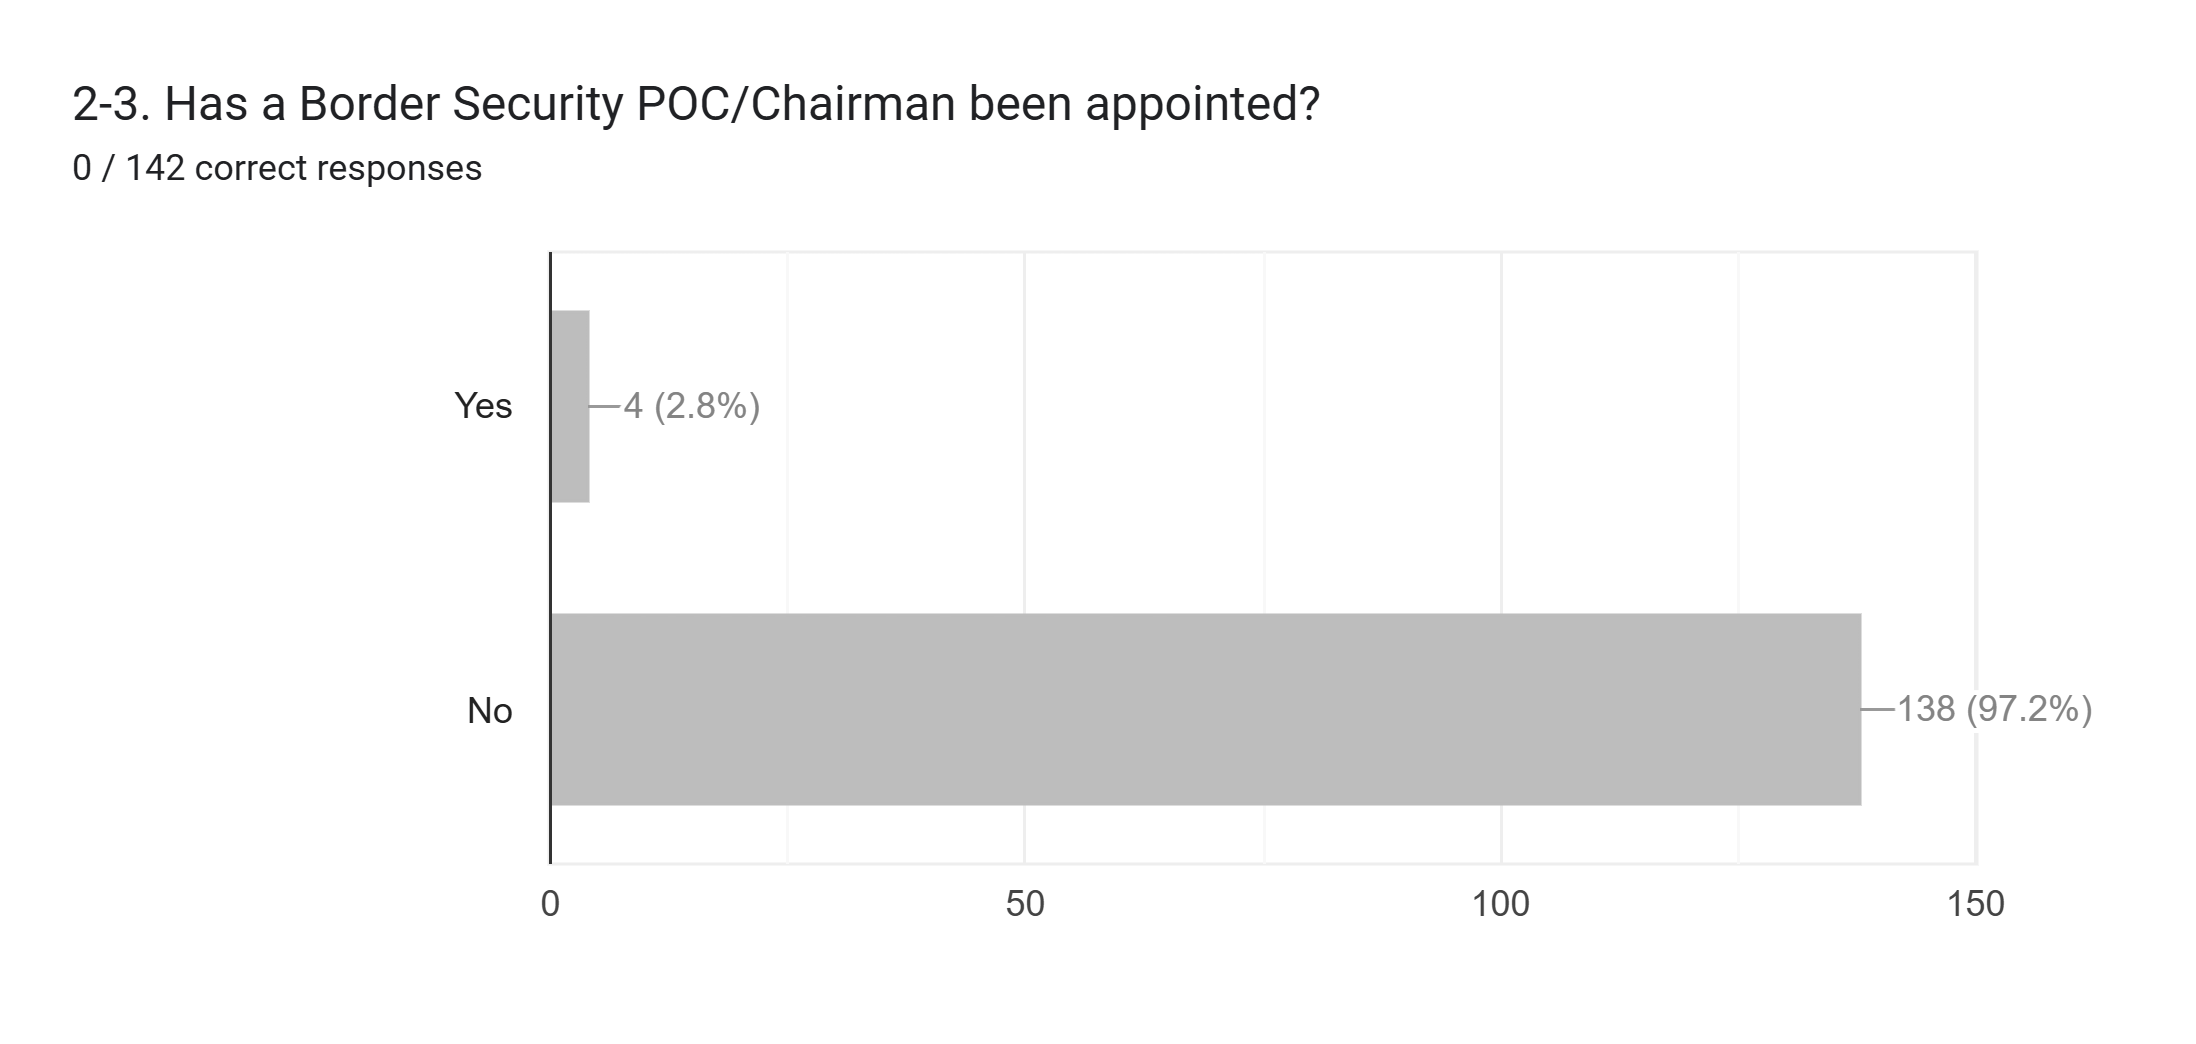 2-3. Has a Border Security POC/Chairman been appointed?
0 / 142 correct responses
Yes
4 (2.8%)
No
138 (97.2%)
0
50
100
150